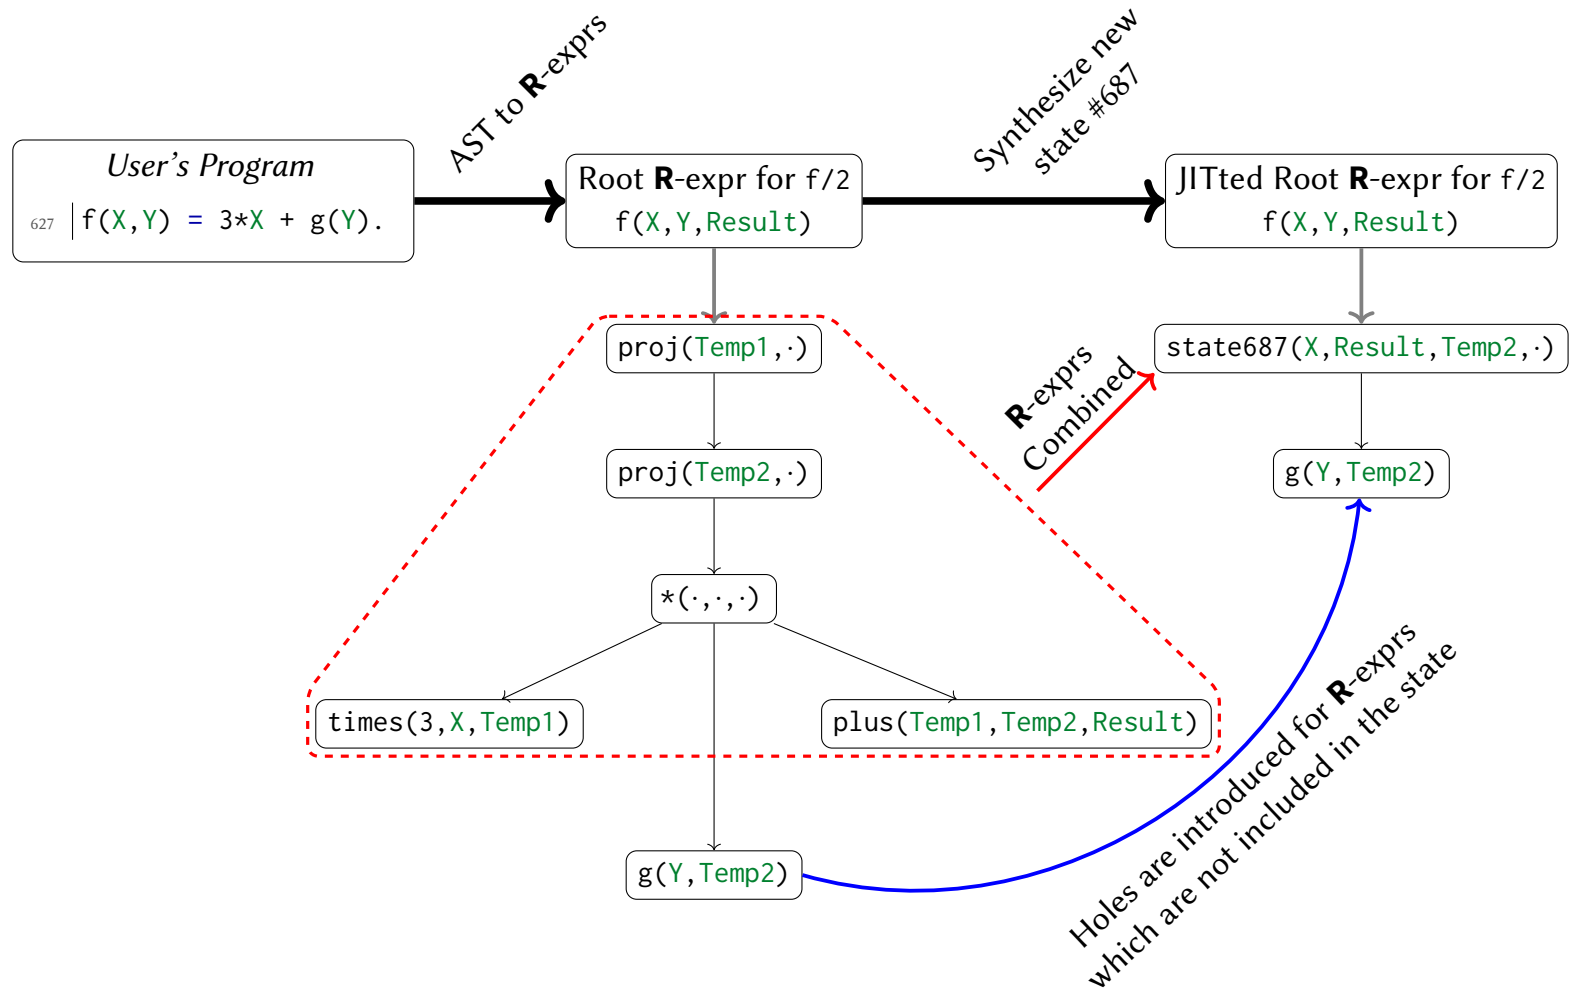 AST to R-exprs
Synthesize new
state #687
User's Program
627 f(X,Y) = 3*X + g(Y).
Root R-expr for f/2
f(X,Y,Result)
JITted Root R-expr for f/2
f(X,Y,Result)
proj(Temp1,·)
state687(X,Result,Temp2,·)
R-exprs
Combined
proj(Temp2,·)
g(Y,Temp2)
*(·,·,·)
times(3,X,Temp1)
plus(Temp1,Temp2,Result)
g(Y,Temp2)
Holes are introduced for R-exprs
which are not included in the state